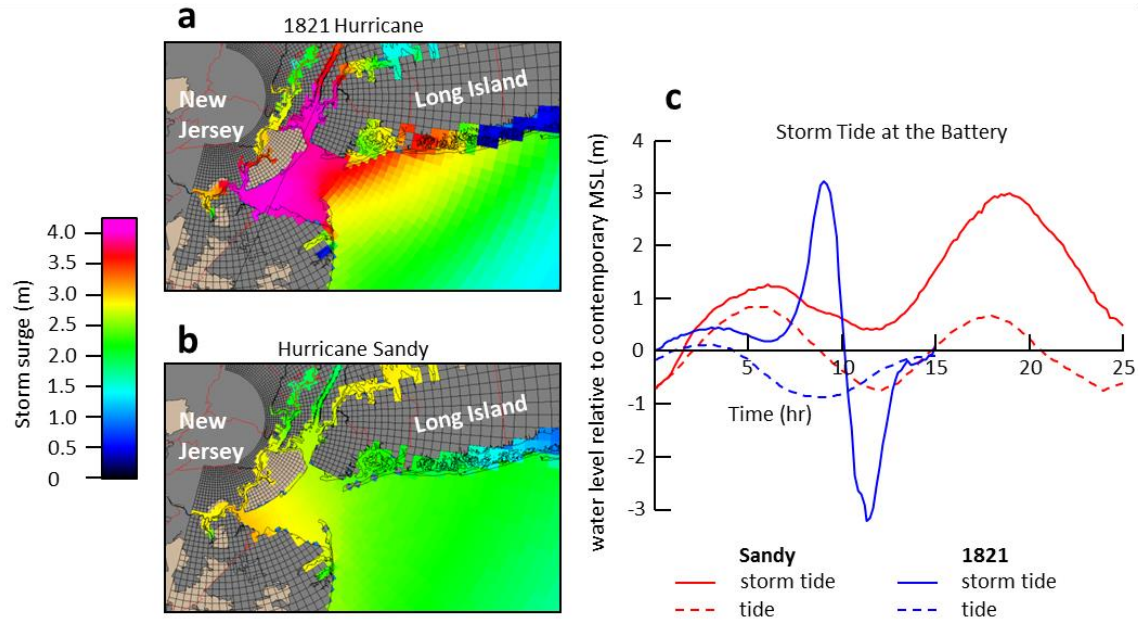 a
1821 Hurricane
New
Jersey
Long Island
b
Hurricane Sandy
New
Jersey
Long Island
Storm surge (m)
4.0
3.5
3.0
2.5
2.0
1.5
1.0
0.5
0
c
Storm Tide at the Battery
water level relative to contemporary MSL (m)
4
3
2
1
0
-1
-2
-3
5
10
15
20
25
Time (hr)
Sandy
storm tide
tide
1821
storm tide
tide